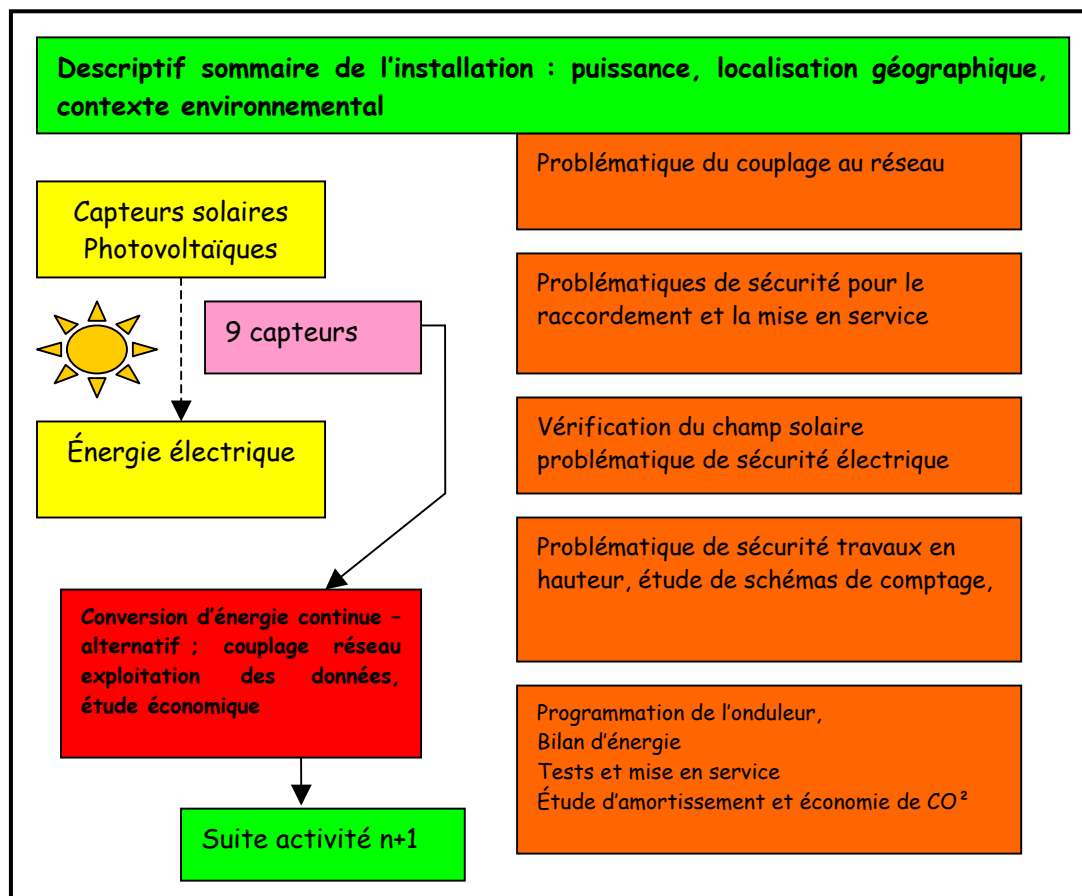 Descriptif sommaire de l'installation : puissance, localisation géographique,
contexte environnemental
Capteurs solaires
Photovoltaïques
9 capteurs
Énergie électrique
Conversion d'énergie continue –
alternatif ; couplage réseau
exploitation des données,
étude économique
Suite activité n+1
Problématique du couplage au réseau
Problématiques de sécurité pour le
raccordement et la mise en service
Vérification du champ solaire
problématique de sécurité électrique
Problématique de sécurité travaux en
hauteur, étude de schémas de comptage,
Programmation de l'onduleur,
Bilan d'énergie
Tests et mise en service
Étude d'amortissement et économie de CO²